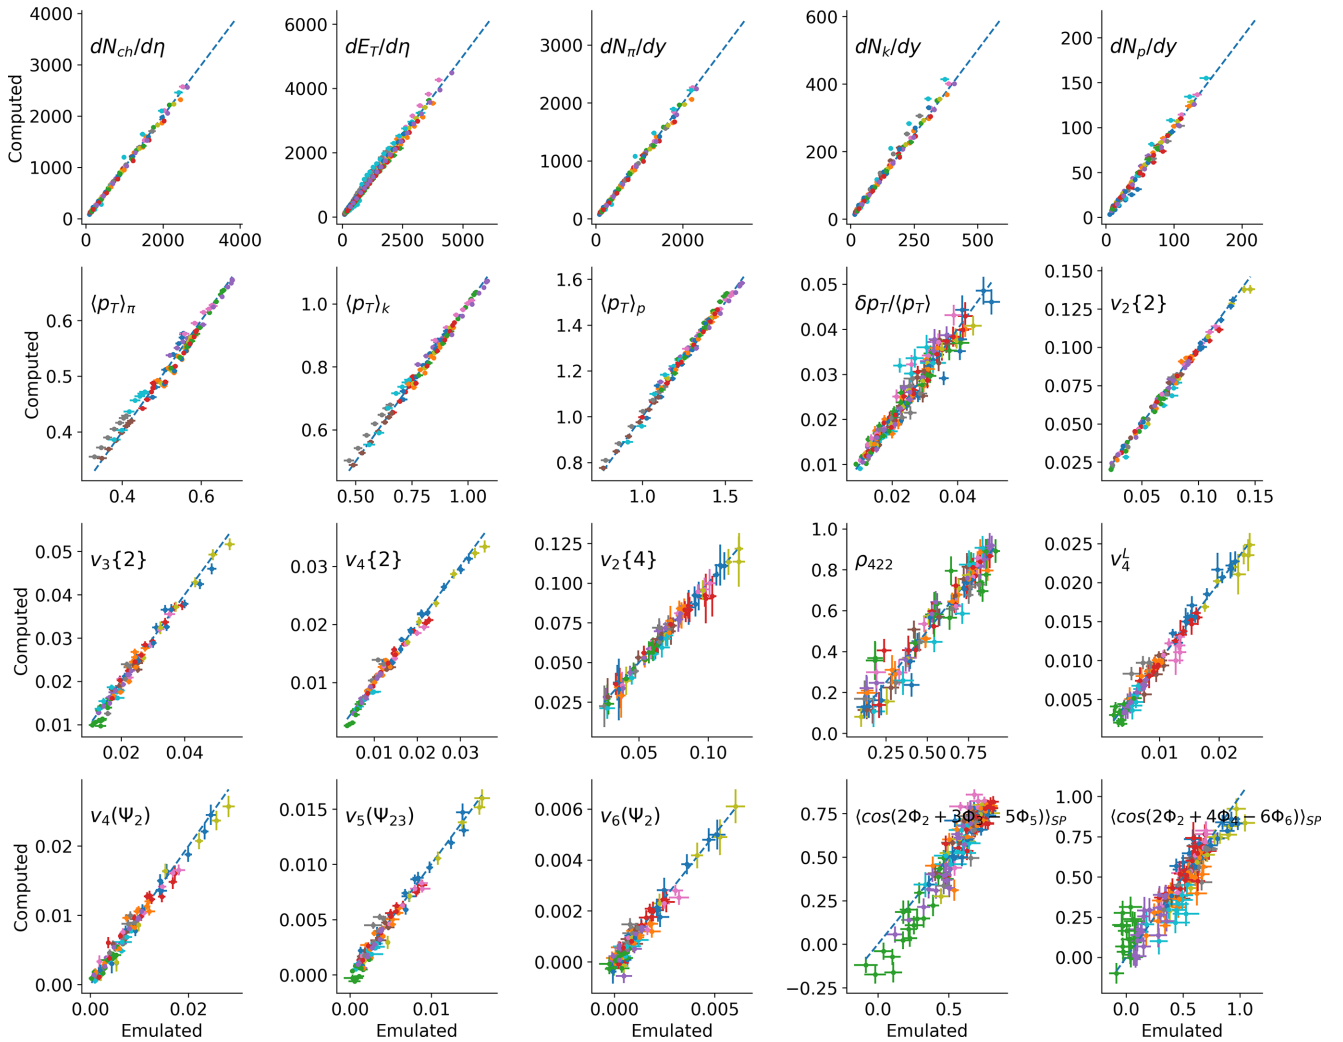 dN_ch/dη
dE_T/dη
dN_π/dy
dN_k/dy
dN_p/dy
Computed
4000
3000
2000
1000
0
0 2000 4000
6000
4000
2000
0
0 2500 5000
3000
2000
1000
0
0 2000
600
400
200
0
0 250 500
200
150
100
50
0
0 100 200
⟨p_T⟩_π
⟨p_T⟩_k
⟨p_T⟩_p
δp_T/⟨p_T⟩
v_2{2}
Computed
0.6
0.5
0.4
0.4 0.6
1.0
0.8
0.6
0.50 0.75 1.00
1.6
1.4
1.2
1.0
0.8
1.0 1.5
0.05
0.04
0.03
0.02
0.01
0.02 0.04
0.150
0.125
0.100
0.075
0.050
0.025
0.05 0.10 0.15
v_3{2}
v_4{2}
v_2{4}
ρ_422
v_4^L
Computed
0.05
0.04
0.03
0.02
0.01
0.02 0.04
0.03
0.02
0.01
0.01 0.02 0.03
0.125
0.100
0.075
0.050
0.025
0.05 0.10
1.0
0.8
0.6
0.4
0.2
0.0
0.25 0.50 0.75
0.025
0.020
0.015
0.010
0.005
0.01 0.02
v_4(Ψ_2)
v_5(Ψ_23)
v_6(Ψ_2)
⟨cos(2Φ_2 + 3Φ_3 − 5Φ_5)⟩_SP
⟨cos(2Φ_2 + 4Φ_4 − 6Φ_6)⟩_SP
Computed
0.02
0.01
0.00
0.00 0.02
Emulated
0.015
0.010
0.005
0.000
0.00 0.01
Emulated
0.006
0.004
0.002
0.000
0.000 0.005
Emulated
0.75
0.50
0.25
0.00
−0.25
0.0 0.5
Emulated
1.00
0.75
0.50
0.25
0.00
0.0 0.5 1.0
Emulated